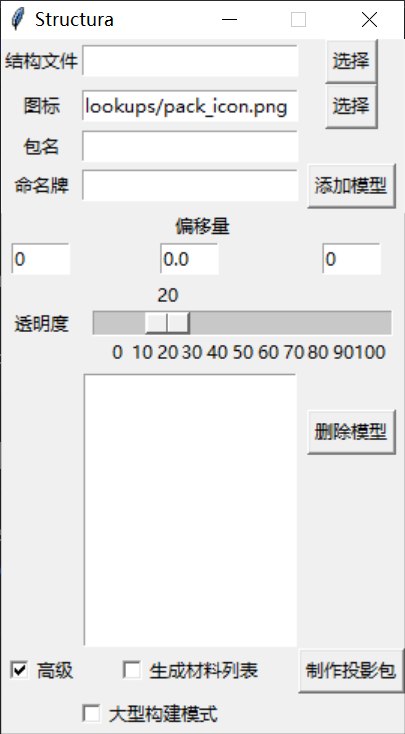 Structura
结构文件 选择
图标 lookups/pack_icon.png 选择
包名
命名牌 添加模型
偏移量
0 0.0 0
20
透明度
0 10 20 30 40 50 60 70 80 90 100
删除模型
高级 生成材料列表 制作投影包
大型构建模式